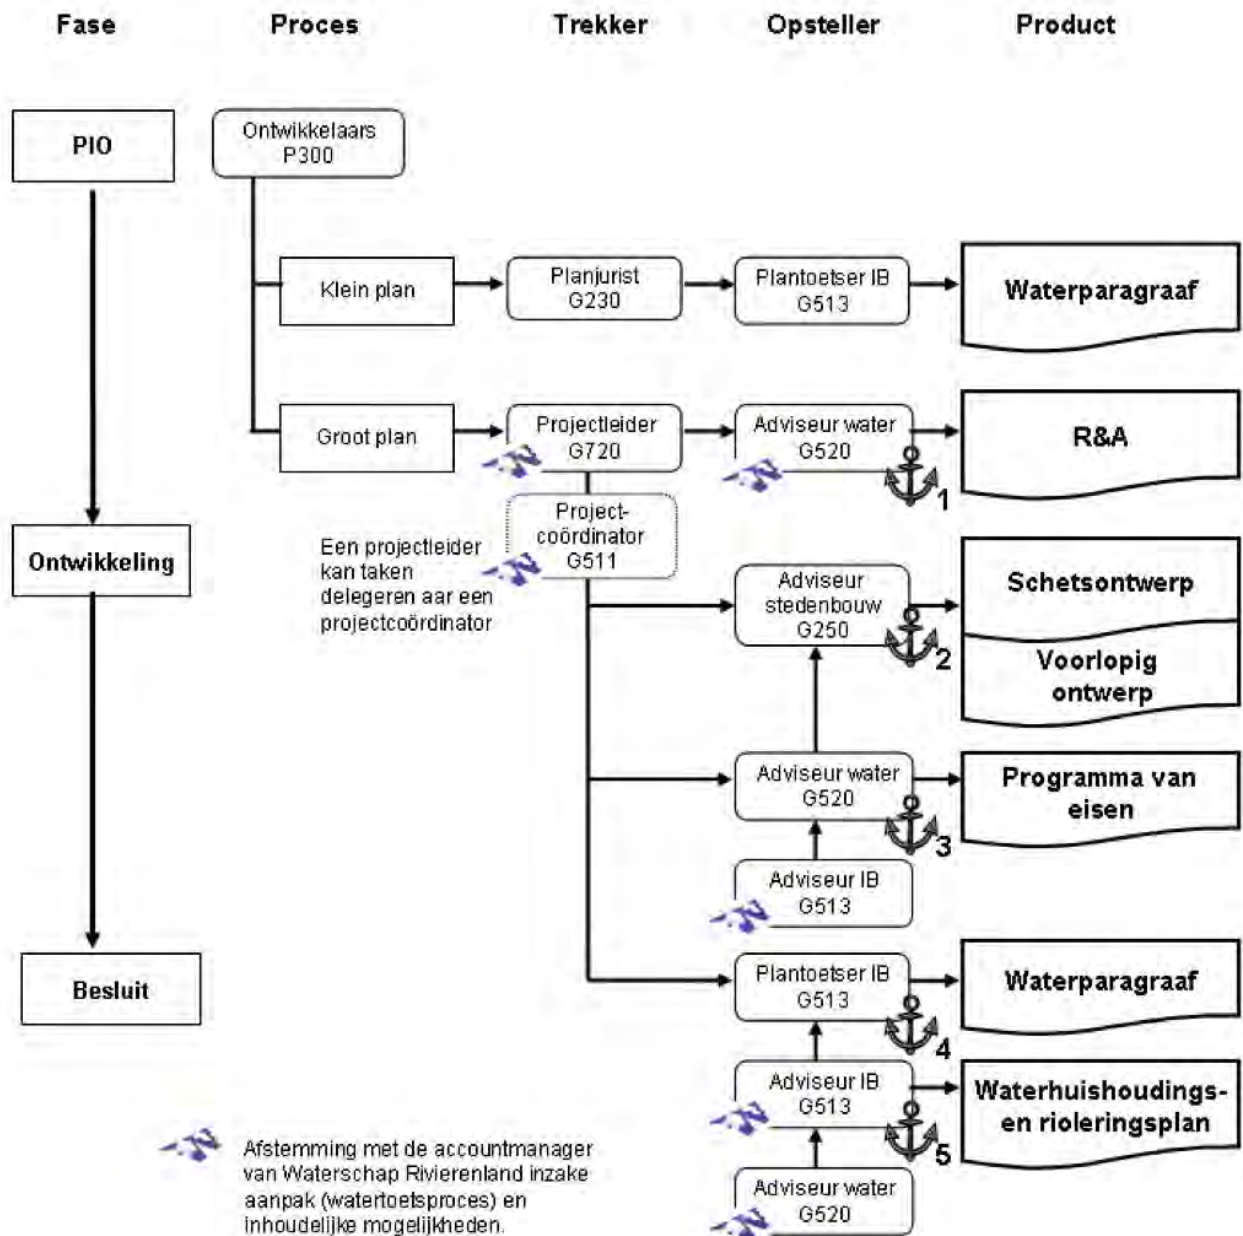 Fase Proces Trekker Opsteller Product
PIO
Ontwikkelaars
P300
Klein plan
Planjurist
G230
Plantoetser IB
G513
Waterparagraaf
Groot plan
Projectleider
G720
Adviseur water
G520
1
R&A
Project-
coördinator
G511
Ontwikkeling
Een projectleider
kan taken
delegeren aar een
projectcoördinator
Adviseur
stedenbouw
G250
2
Schetsontwerp
Voorlopig
ontwerp
Adviseur water
G520
3
Programma van
eisen
Adviseur IB
G513
Besluit
Plantoetser IB
G513
4
Waterparagraaf
Adviseur IB
G513
5
Waterhuishoudings-
en rioleringsplan
Adviseur water
G520
Afstemming met de accountmanager
van Waterschap Rivierenland inzake
aanpak (watertoetsproces) en
inhoudelijke mogelijkheden.